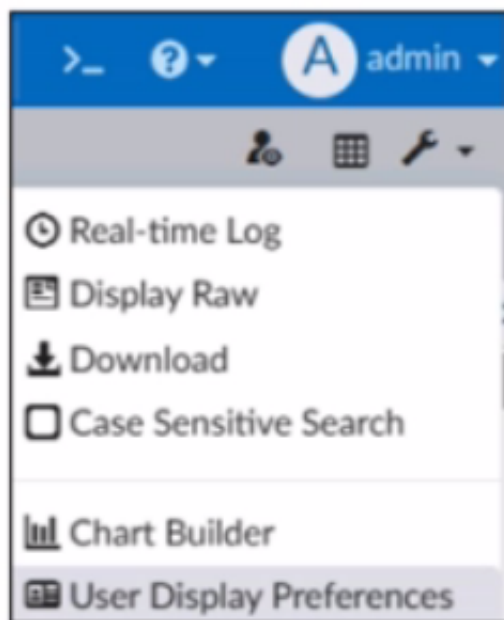 >_ ? A admin
Real-time Log
Display Raw
Download
Case Sensitive Search
Chart Builder
User Display Preferences